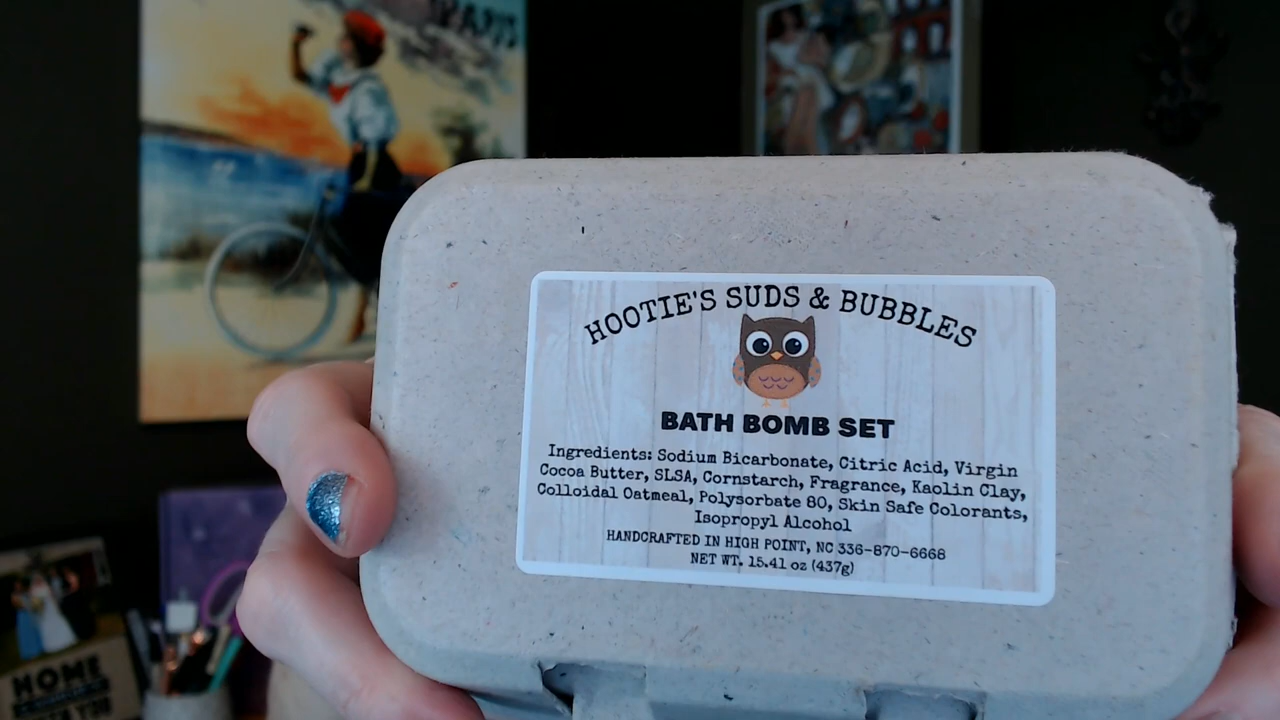 PARIS
HOOTIE'S SUDS & BUBBLES
BATH BOMB SET
Ingredients: Sodium Bicarbonate, Citric Acid, Virgin
Cocoa Butter, SLSA, Cornstarch, Fragrance, Kaolin Clay,
Colloidal Oatmeal, Polysorbate 80, Skin Safe Colorants,
Isopropyl Alcohol
HANDCRAFTED IN HIGH POINT, NC 336-870-6668
NET WT. 15.41 oz (437g)
HOME